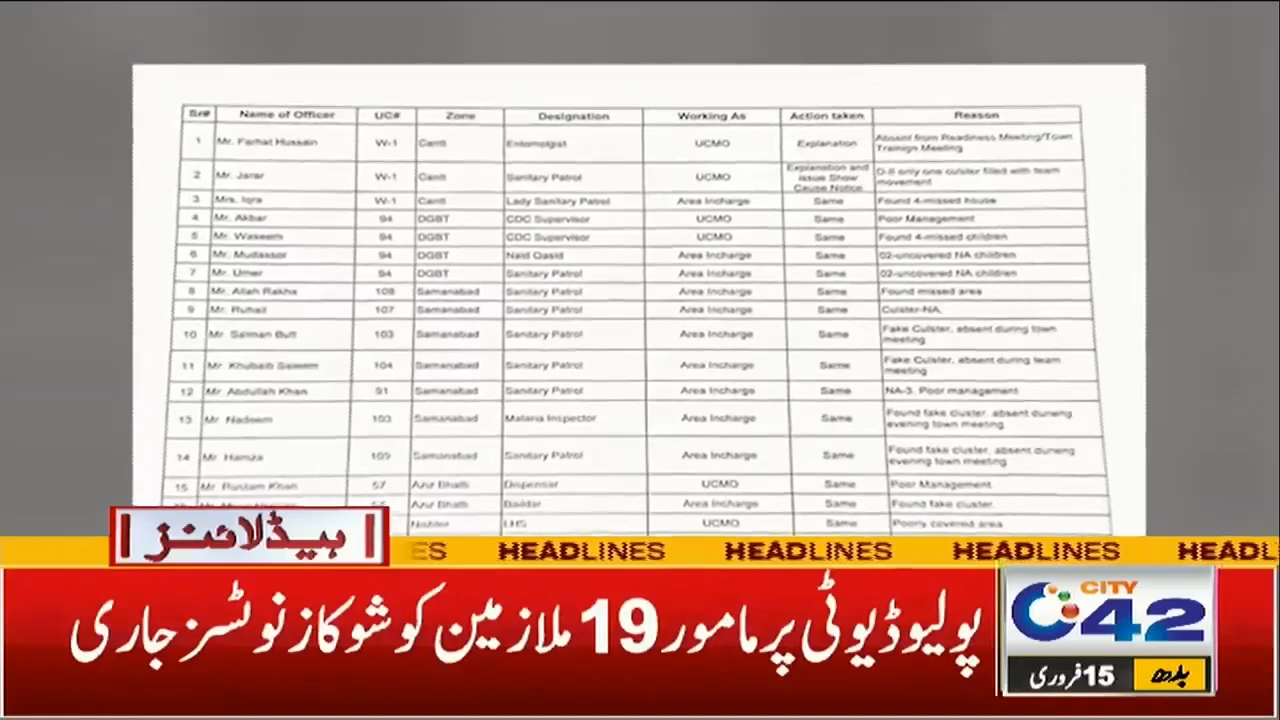 Sr# Name of Officer UC# Zone Designation Working As Action taken Reason
1 Mr. Farhat Hussain W-1 Cantt Entomolgist UCMO Explanation Absent from Readiness Meeting/Town Trainign Meeting
2 Mr. Jarar W-1 Cantt Sanitary Patrol UCMO Explanation and issue Show Cause Notice D-II only one culster filled with team movement
3 Mrs. Iqra W-1 Cantt Lady Sanitary Patrol Area Incharge Same Found 4-missed house
4 Mr. Akbar 94 DGBT CDC Supervisor UCMO Same Poor Management
5 Mr. Waseem 94 DGBT CDC Supervisor UCMO Same Found 4-missed children
6 Mr. Mudassor 94 DGBT Naid Qasid Area Incharge Same 02-uncovered NA children
7 Mr. Umer 94 DGBT Sanitary Patrol Area Incharge Same 02-uncovered NA children
8 Mr. Allah Rakha 108 Samanabad Sanitary Patrol Area Incharge Same Found missed area
9 Mr. Ruhail 107 Samanabad Sanitary Patrol Area Incharge Same Culster-NA,
10 Mr. Salman Butt 103 Samanabad Sanitary Patrol Area Incharge Same Fake Culster, absent during town meeting
11 Mr. Khubaib Saleem 104 Samanabad Sanitary Patrol Area Incharge Same Fake Culster, absent during team meeting
12 Mr Abdullah Khan 91 Samanabad Sanitary Patrol Area Incharge Same NA-3, Poor management
13 Mr. Nadeem 103 Samanabad Malaria Inspector Area Incharge Same Found fake cluster, absent dureng evening town meeting
14 Mr. Hamza 109 Samanabad Sanitary Patrol Area Incharge Same Found fake cluster, absent dureng evening town meeting
15 Mr Rustam Khan 57 Aziz Bhatti Dispensar UCMO Same Poor Management
Aziz Bhatti Baildar Area Incharge Same Found fake cluster.
Nishter LHS UCMO Same Poorly covered area
ہیڈلائنز
ES HEADLINES HEADLINES HEADLINES HEADL
پولیو ڈیوٹی پر مامور 19 ملازمین کو شوکاز نوٹسز جاری
CITY 42
بدھ 15 فروری